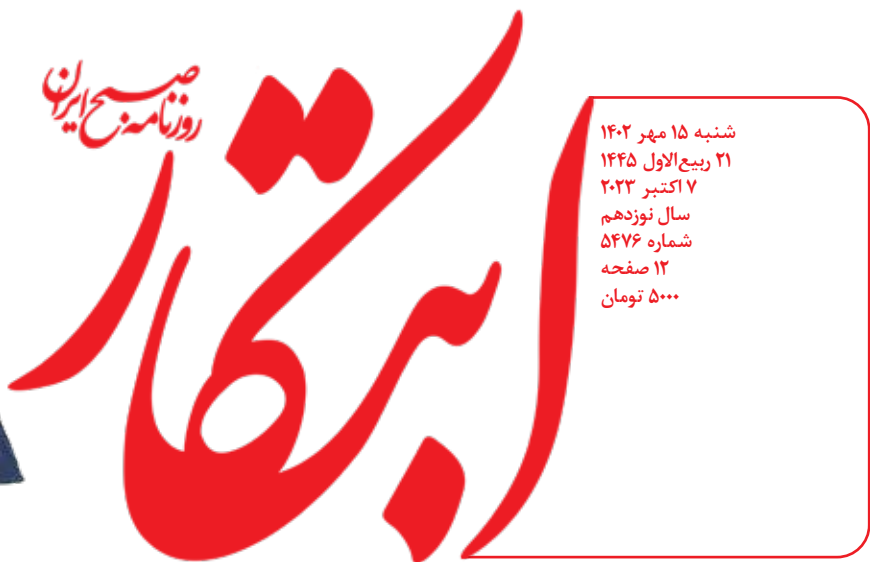 روزنامه صبح ایران
ابتکار
شنبه ۱۵ مهر ۱۴۰۲
۲۱ ربیع‌الاول ۱۴۴۵
۷ اکتبر ۲۰۲۳
سال نوزدهم
شماره ۵۴۷۶
۱۲ صفحه
۵۰۰۰ تومان